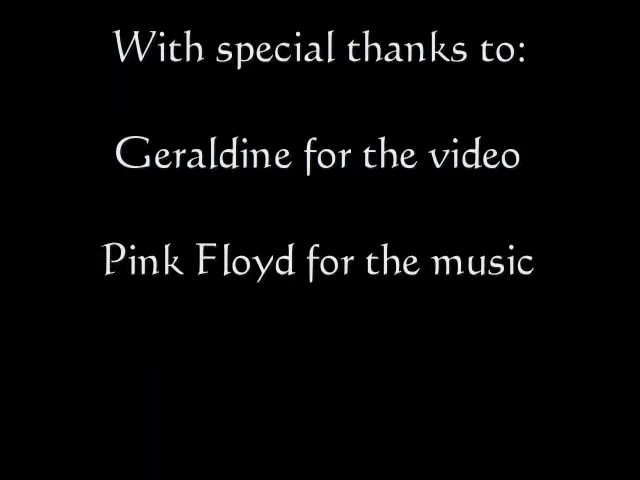 With special thanks to:
Geraldine for the video
Pink Floyd for the music